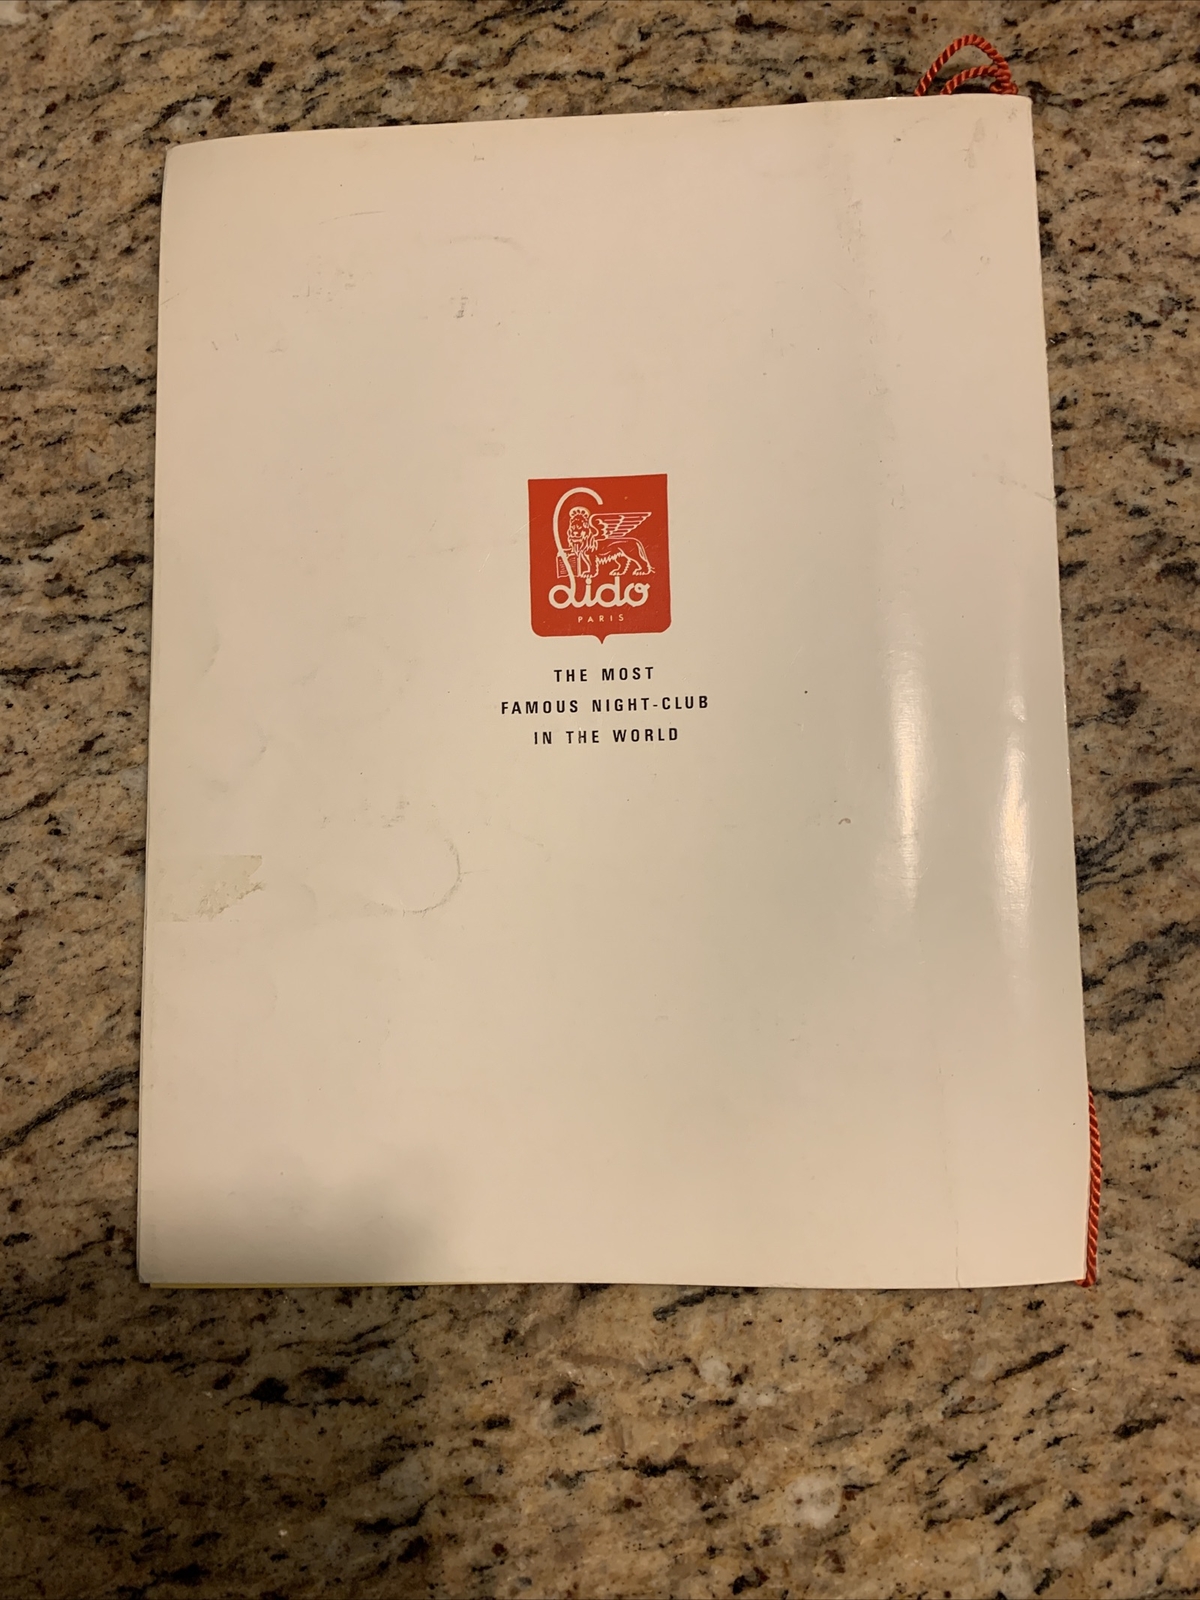 Lido
PARIS
THE MOST
FAMOUS NIGHT-CLUB
IN THE WORLD